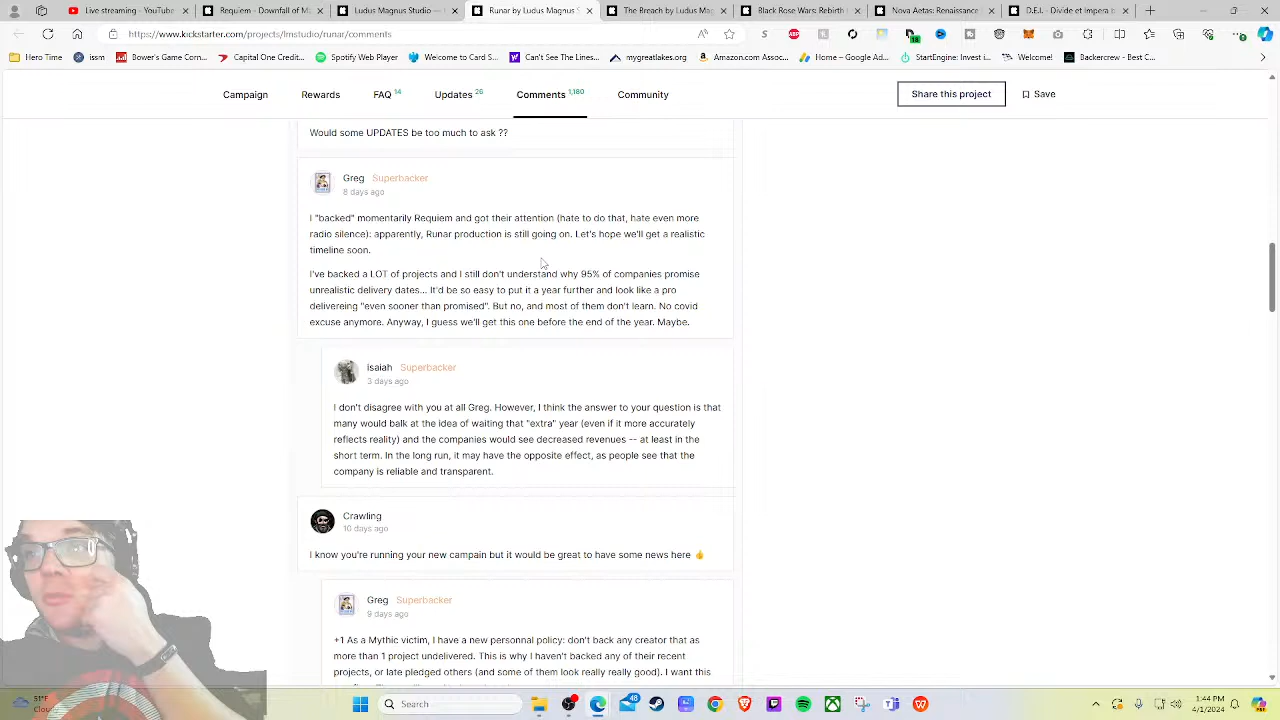 Live streaming - YouTube
Requiem - Downfall of M
Ludus Magnus Studio —
Runar by Ludus Magnus S
The Breach by Ludus Mag
Black Rose Wars Rebirth
Nova Aetas: Renaissance
D.E.I. - Divide et Impera b
https://www.kickstarter.com/projects/lmstudio/runar/comments
Hero Time
issih
Bower's Game Corn...
Capital One Credit...
Spotify Web Player
Welcome to Card S...
Can't See The Lines...
mygreatlakes.org
Amazon.com Assoc...
Home – Google Ad...
StartEngine: Invest i...
Welcome!
Backercrew - Best C...
Campaign
Rewards
FAQ 14
Updates 26
Comments 1,180
Community
Share this project
Save
Would some UPDATES be too much to ask ??
Greg Superbacker
8 days ago
I "backed" momentarily Requiem and got their attention (hate to do that, hate even more
radio silence): apparently, Runar production is still going on. Let's hope we'll get a realistic
timeline soon.
I've backed a LOT of projects and I still don't understand why 95% of companies promise
unrealistic delivery dates... It'd be so easy to put it a year further and look like a pro
delivereing "even sooner than promised". But no, and most of them don't learn. No covid
excuse anymore. Anyway, I guess we'll get this one before the end of the year. Maybe.
Isaiah Superbacker
3 days ago
I don't disagree with you at all Greg. However, I think the answer to your question is that
many would balk at the idea of waiting that "extra" year (even if it more accurately
reflects reality) and the companies would see decreased revenues -- at least in the
short term. In the long run, it may have the opposite effect, as people see that the
company is reliable and transparent.
Crawling
10 days ago
I know you're running your new campain but it would be great to have some news here 👍
Greg Superbacker
9 days ago
+1 As a Mythic victim, I have a new personnal policy: don't back any creator that as
more than 1 project undelivered. This is why I haven't backed any of their recent
projects, or late pledged others (and some of them look really really good). I want this
Search
48
1:44 PM
4/1/2024